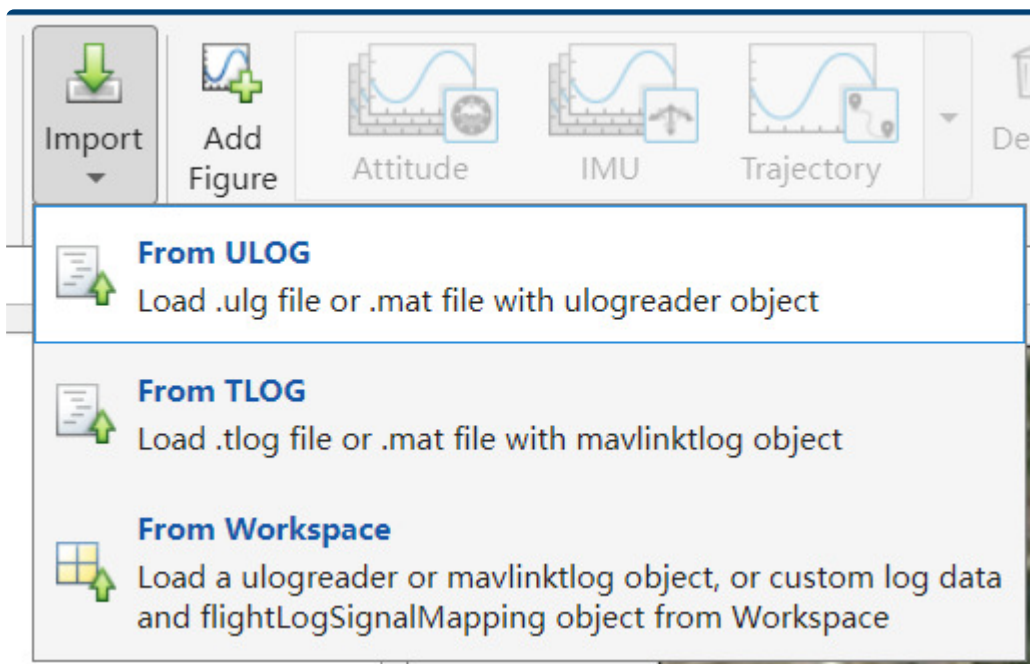 Import
Add
Figure
Attitude
IMU
Trajectory
From ULOG
Load .ulg file or .mat file with ulogreader object
From TLOG
Load .tlog file or .mat file with mavlinktlog object
From Workspace
Load a ulogreader or mavlinktlog object, or custom log data
and flightLogSignalMapping object from Workspace